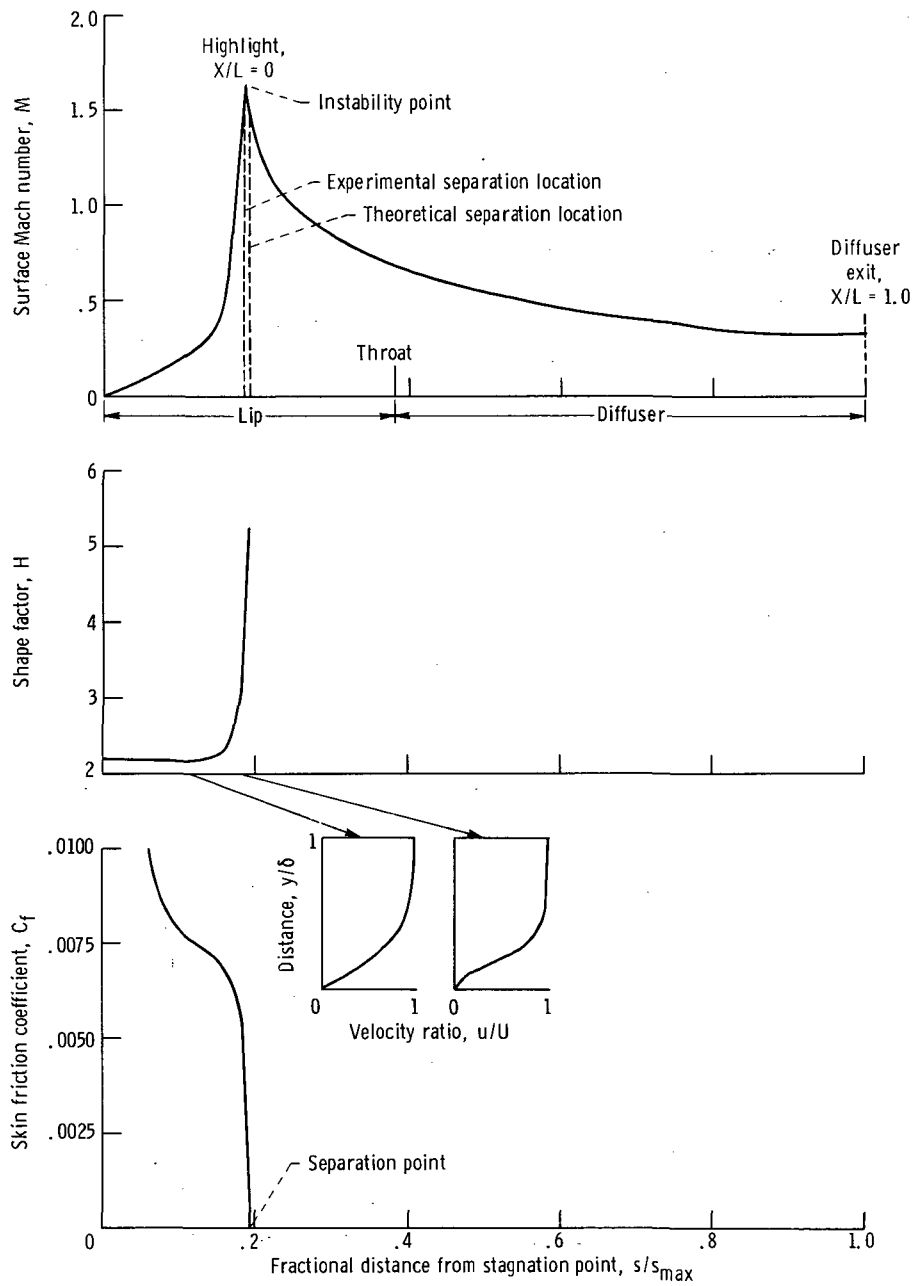 2.0
Highlight,
X/L = 0
Instability point
1.5
Experimental separation location
1.0
Theoretical separation location
Diffuser
exit,
X/L = 1.0
.5
Throat
0
Lip
Diffuser
Surface Mach number, M
6
5
4
3
2
Shape factor, H
.0100
.0075
.0050
.0025
0
Skin friction coefficient, Cf
1
Distance, y/δ
0 1 0 1
Velocity ratio, u/U
Separation point
.2 .4 .6 .8 1.0
Fractional distance from stagnation point, s/smax